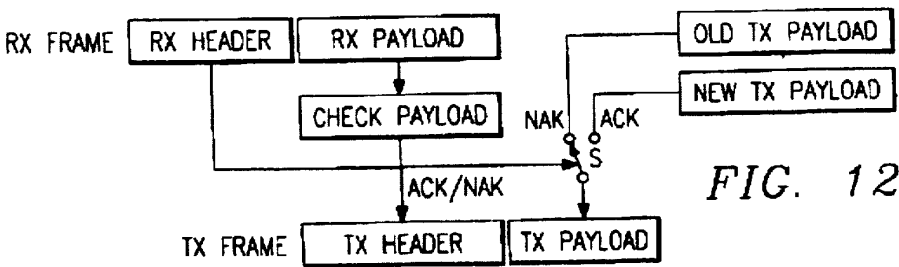 RX FRAME RX HEADER RX PAYLOAD OLD TX PAYLOAD
NEW TX PAYLOAD
CHECK PAYLOAD NAK ACK
S
ACK/NAK FIG. 12
TX FRAME TX HEADER TX PAYLOAD